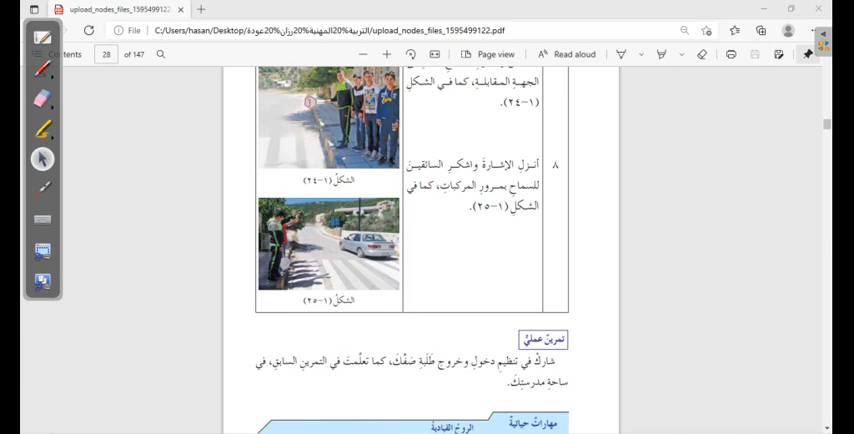 upload_nodes_files_1595499122.pdf
File
C:/Users/hasan/Desktop/التربية%20المهنية%20رزان%20عودة/upload_nodes_files_1595499122.pdf
Contents
28
of 147
Page view
Read aloud
الجهةِ المقابلةِ، كما في الشكلِ
(١-٢٤).
الشكلُ (١-٢٤)
٨
أنزلِ الإشارةَ واشكرِ السائقينَ
للسماحِ بمرورِ المركباتِ، كما في
الشكلِ (١-٢٥).
الشكلُ (١-٢٥)
تمرينٌ عمليٌّ
شاركْ في تنظيمِ دخولِ وخروجِ طَلَبةِ صَفّكَ، كما تعلَّمتَ في التمرينِ السابقِ، في
ساحةِ مدرستِكَ.
مهاراتٌ حياتيةٌ
الروحُ القياديةُ